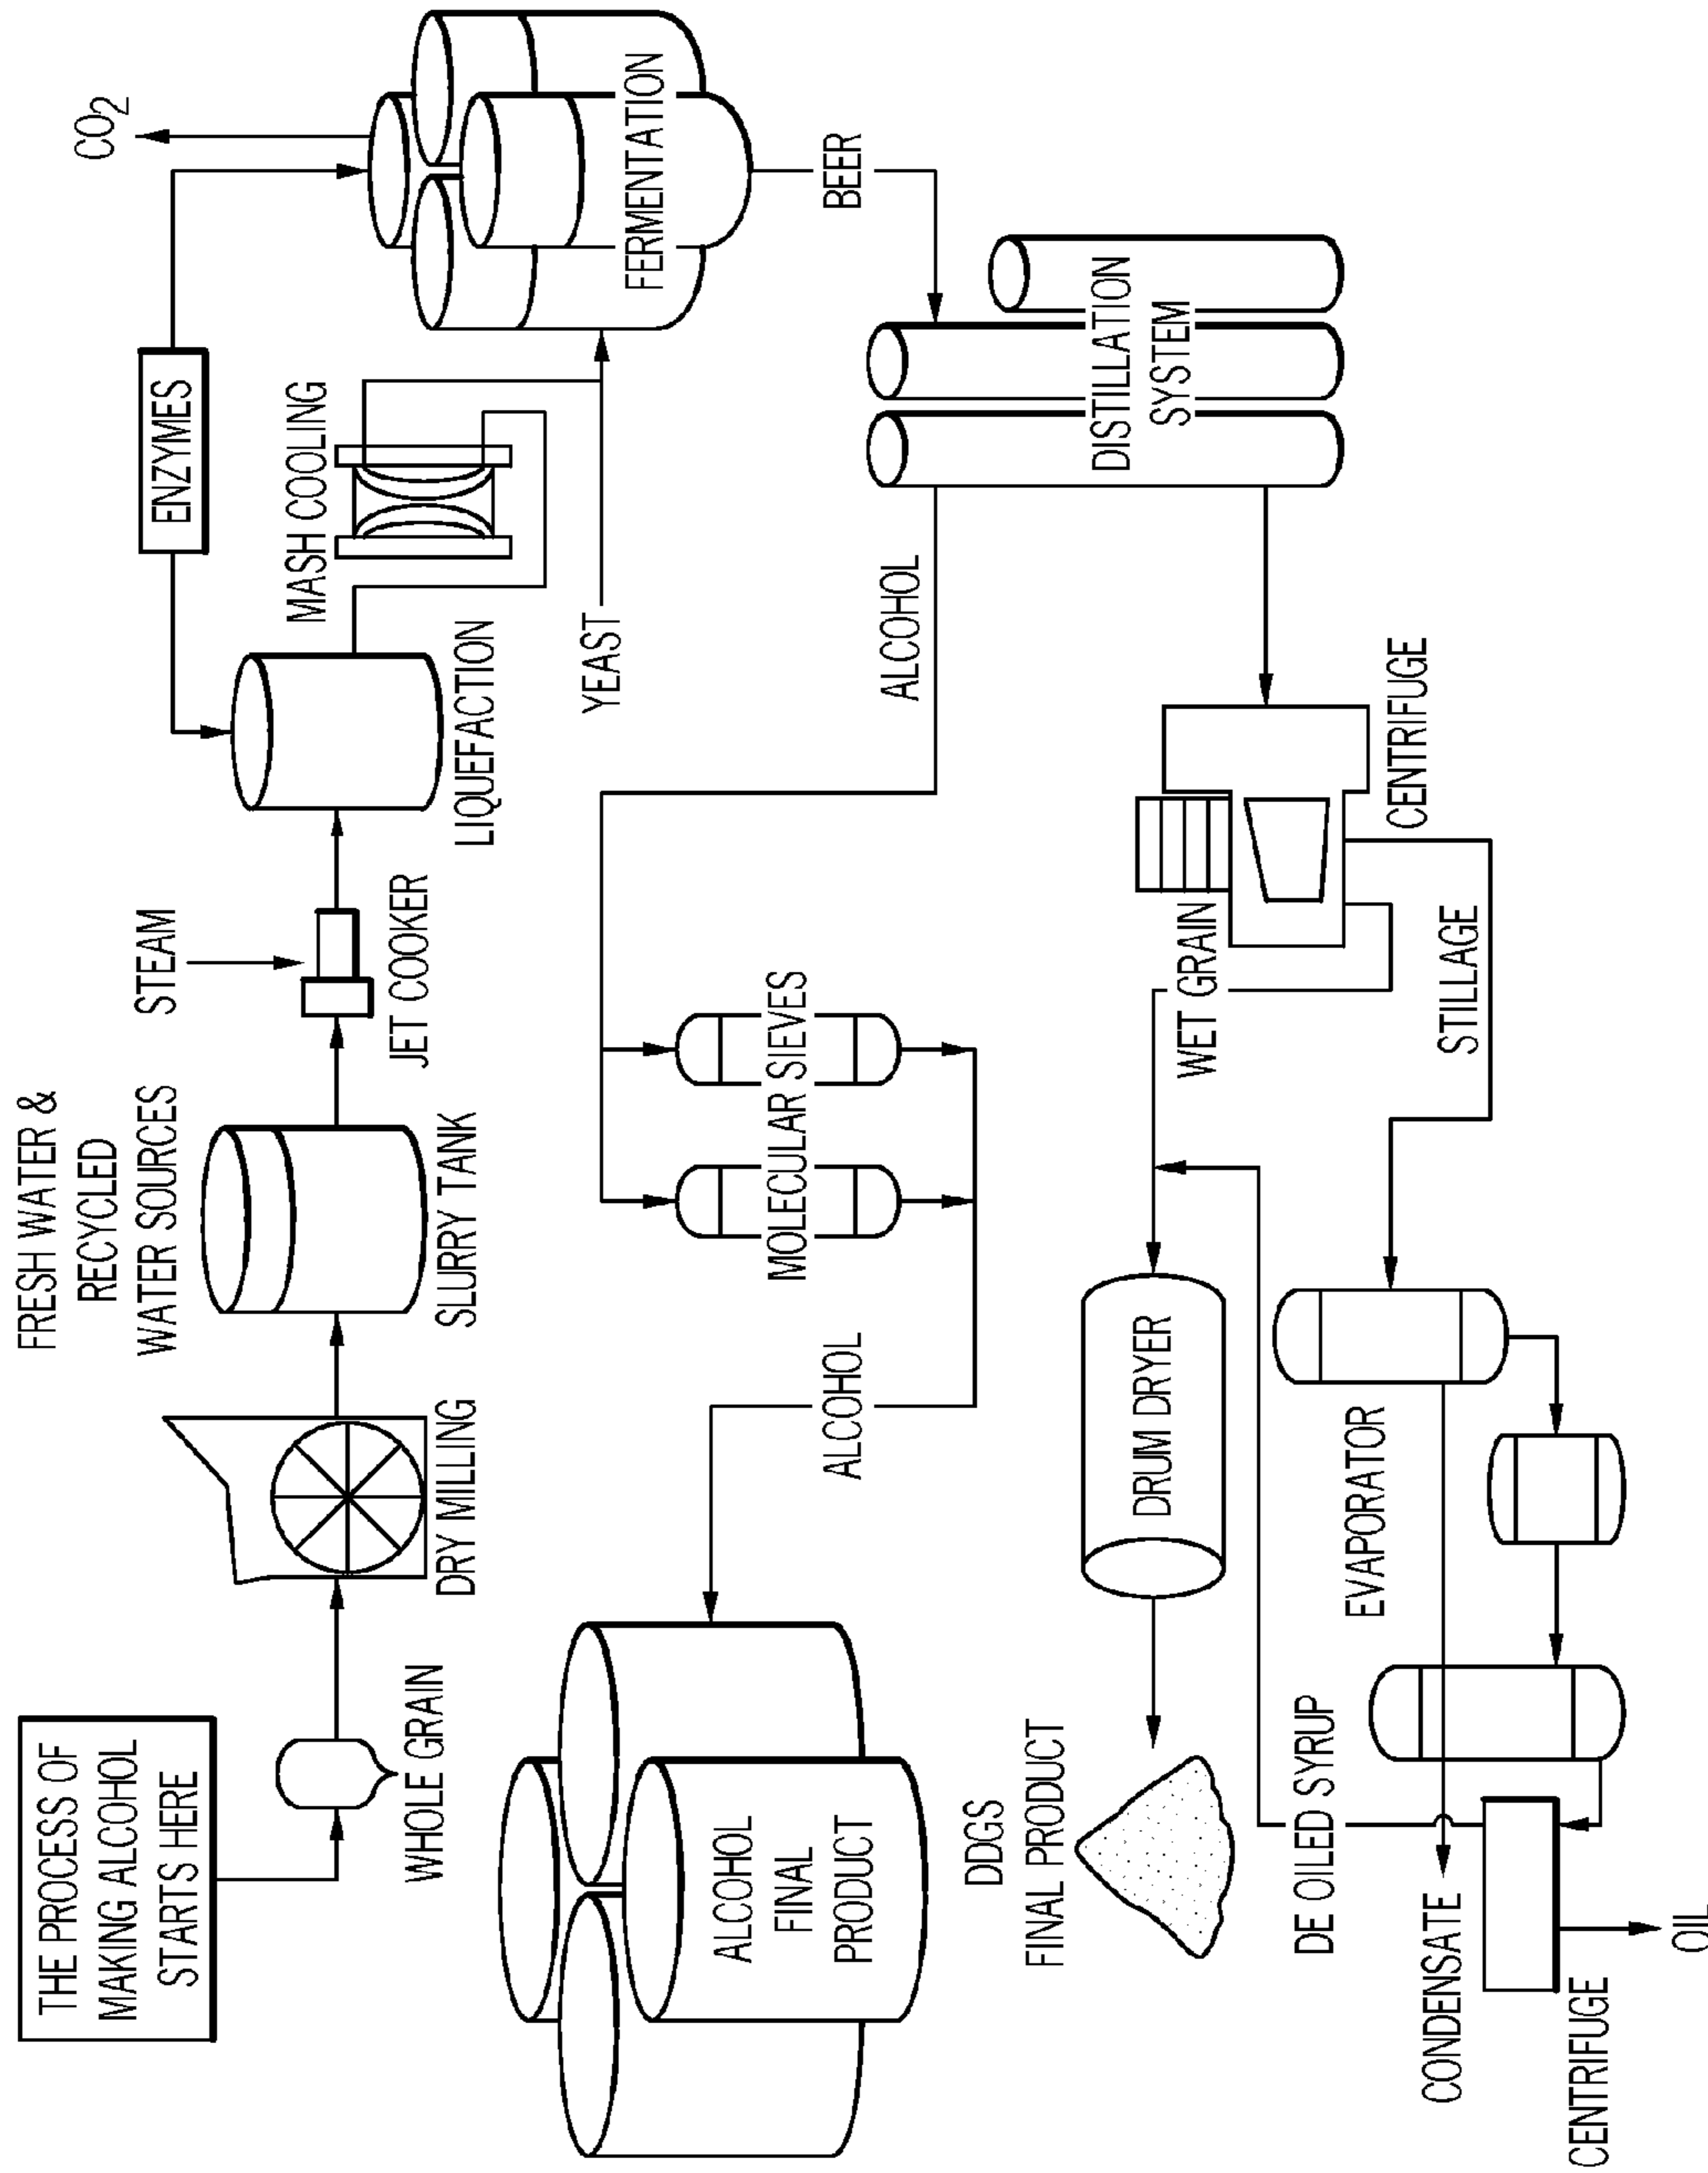 THE PROCESS OF
MAKING ALCOHOL
STARTS HERE
WHOLE GRAIN
DRY MILLING
FRESH WATER &
RECYCLED
WATER SOURCES
SLURRY TANK
STEAM
JET COOKER
LIQUEFACTION
ENZYMES
MASH COOLING
YEAST
CO2
FERMENTATION
BEER
DISTILLATION
SYSTEM
ALCOHOL
MOLECULAR SIEVES
ALCOHOL
ALCOHOL
FINAL
PRODUCT
CENTRIFUGE
WET GRAIN
STILLAGE
DRUM DRYER
DDGS
FINAL PRODUCT
EVAPORATOR
DE OILED SYRUP
CONDENSATE
CENTRIFUGE
OIL